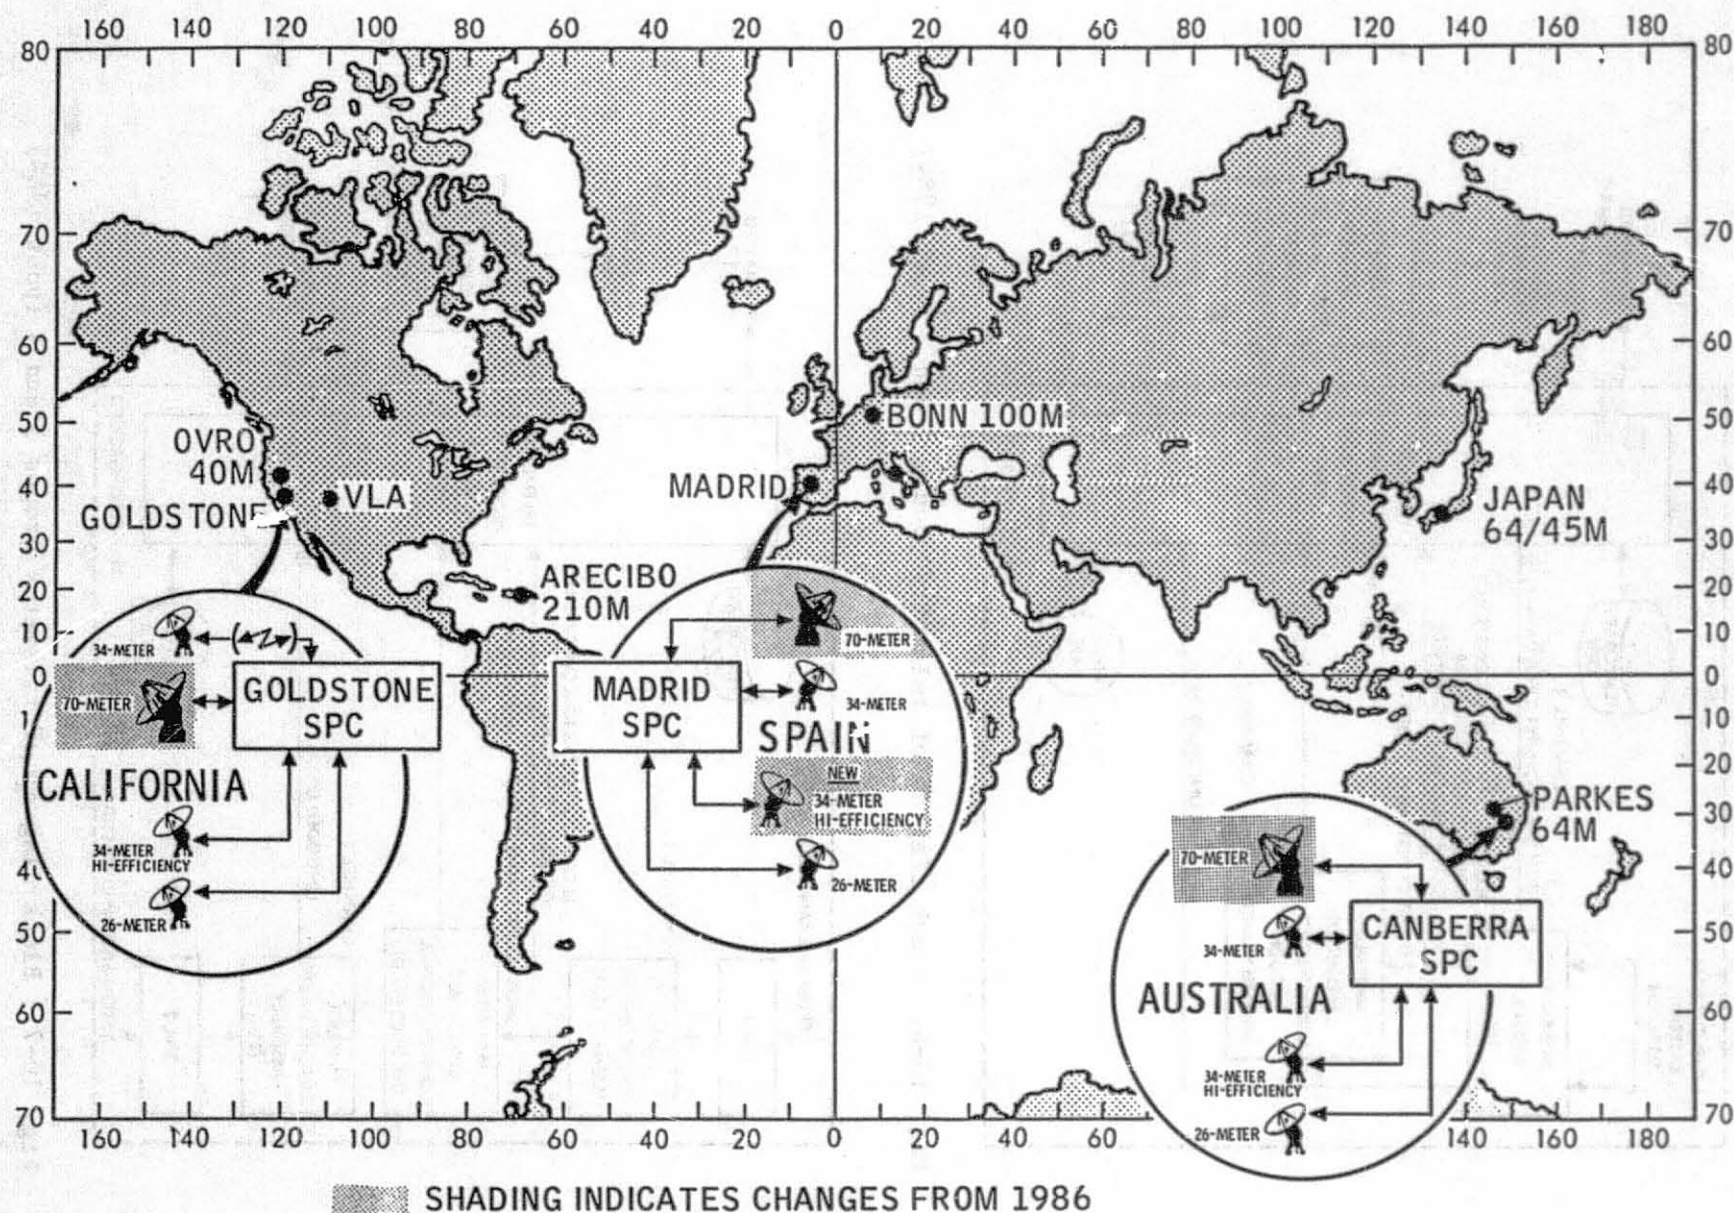 160 140 120 100 80 60 40 20 0 20 40 60 80 100 120 140 160 180
80 80
70 70
60 60
50 50
40 40
30 30
20 20
10 10
0 0
10
20
30
40
50 50
60 60
70 70
160 140 120 100 80 60 40 20 0 20 40 60 140 160 180
OVRO
40M
GOLDSTONE
VLA
ARECIBO
210M
MADRID
BONN 100M
JAPAN
64/45M
PARKES
64M
34-METER
70-METER
GOLDSTONE
SPC
CALIFORNIA
34-METER
HI-EFFICIENCY
26-METER
70-METER
MADRID
SPC
34-METER
SPAIN
NEW
34-METER
HI-EFFICIENCY
26-METER
70-METER
34-METER
CANBERRA
SPC
AUSTRALIA
34-METER
HI-EFFICIENCY
26-METER
SHADING INDICATES CHANGES FROM 1986